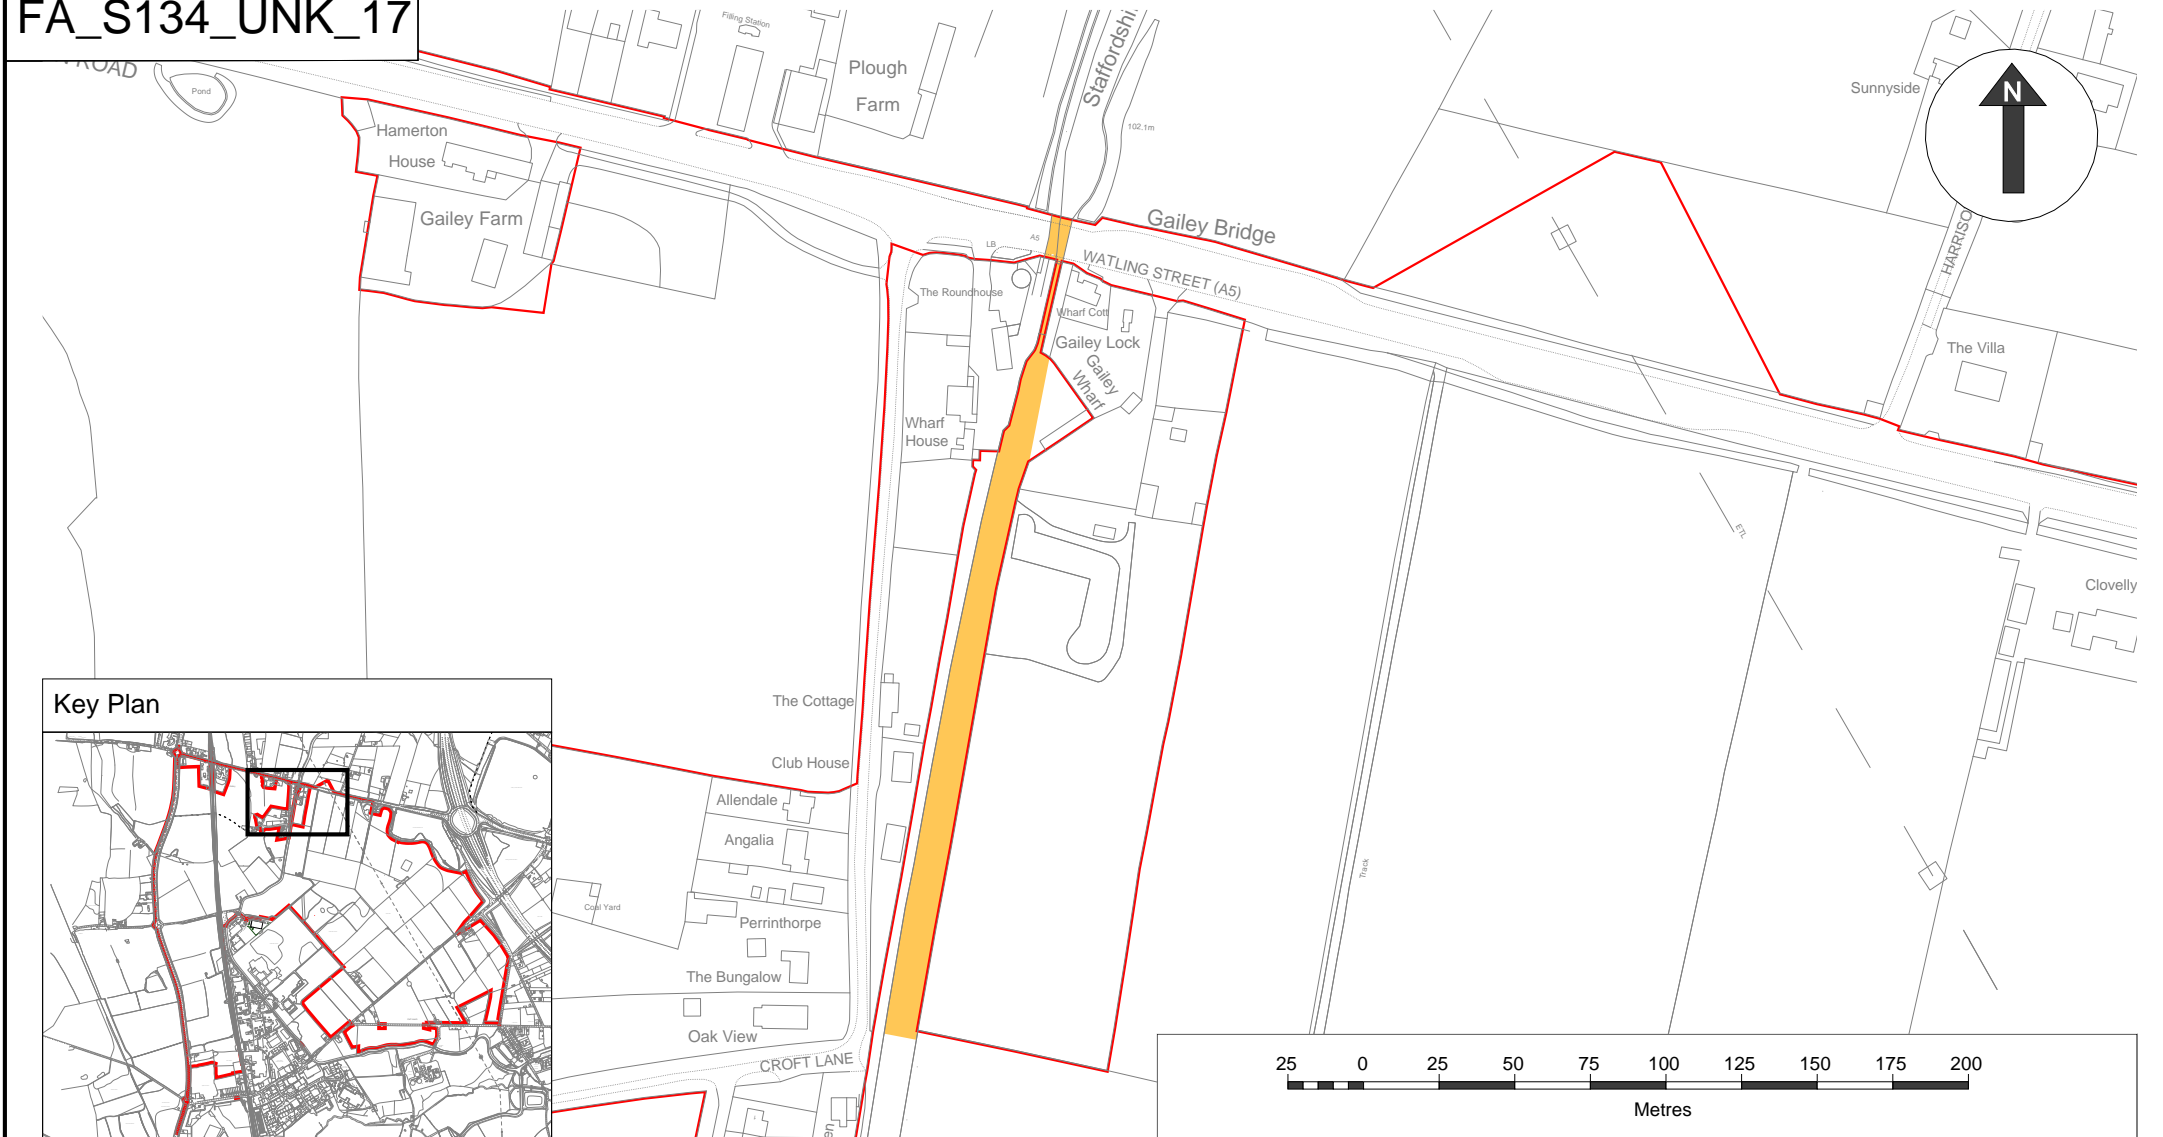 FA_S134_UNK_17
ROAD
Pond
Filling Station
Plough
Farm
Staffordshi
102.1m
Sunnyside
N
Hamerton
House
Gailey Farm
Gailey Bridge
LB
A5
WATLING STREET (A5)
HARRISO
The Roundhouse
Wharf Cott
Gailey Lock
Gailey
Wharf
The Villa
Wharf
House
ETL
Clovelly
The Cottage
Club House
Allendale
Angalia
Coal Yard
Perrinthorpe
The Bungalow
Oak View
CROFT LANE
Track
Key Plan
25 0 25 50 75 100 125 150 175 200
Metres